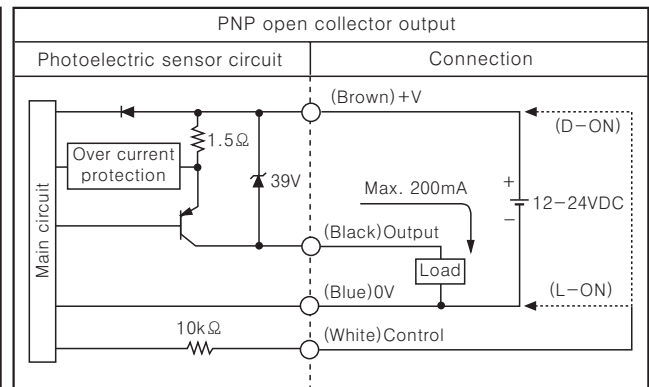 PNP open collector output
Photoelectric sensor circuit
Connection
(Brown)+V
(D-ON)
1.5Ω
Over current
protection
39V
Max. 200mA
+
12-24VDC
-
Main circuit
(Black)Output
Load
(Blue)0V
(L-ON)
10kΩ
(White)Control